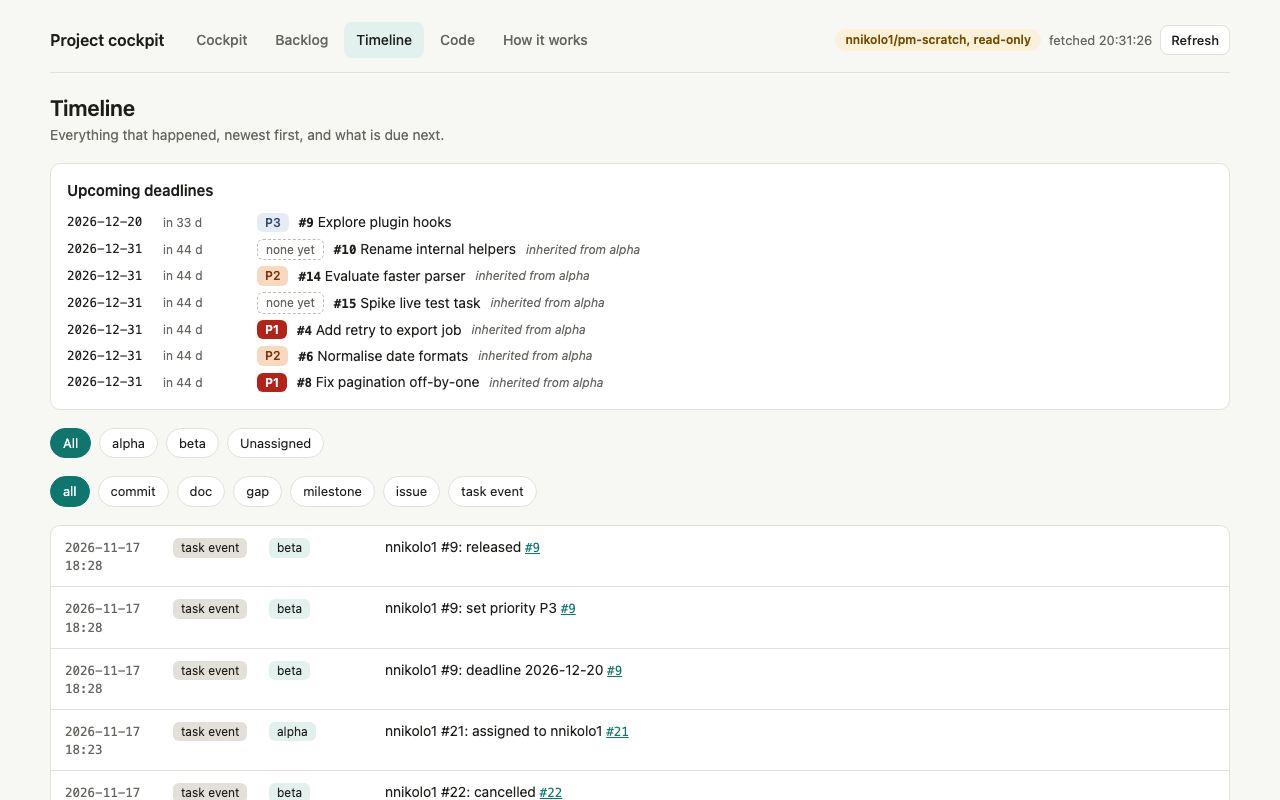 Project cockpit Cockpit Backlog Timeline Code How it works nnikolo1/pm-scratch, read-only fetched 20:31:26 Refresh
Timeline
Everything that happened, newest first, and what is due next.
Upcoming deadlines
2026-12-20 in 33 d P3 #9 Explore plugin hooks
2026-12-31 in 44 d none yet #10 Rename internal helpers inherited from alpha
2026-12-31 in 44 d P2 #14 Evaluate faster parser inherited from alpha
2026-12-31 in 44 d none yet #15 Spike live test task inherited from alpha
2026-12-31 in 44 d P1 #4 Add retry to export job inherited from alpha
2026-12-31 in 44 d P2 #6 Normalise date formats inherited from alpha
2026-12-31 in 44 d P1 #8 Fix pagination off-by-one inherited from alpha
All alpha beta Unassigned
all commit doc gap milestone issue task event
2026-11-17 task event beta nnikolo1 #9: released #9
18:28
2026-11-17 task event beta nnikolo1 #9: set priority P3 #9
18:28
2026-11-17 task event beta nnikolo1 #9: deadline 2026-12-20 #9
18:28
2026-11-17 task event alpha nnikolo1 #21: assigned to nnikolo1 #21
18:23
2026-11-17 task event beta nnikolo1 #22: cancelled #22